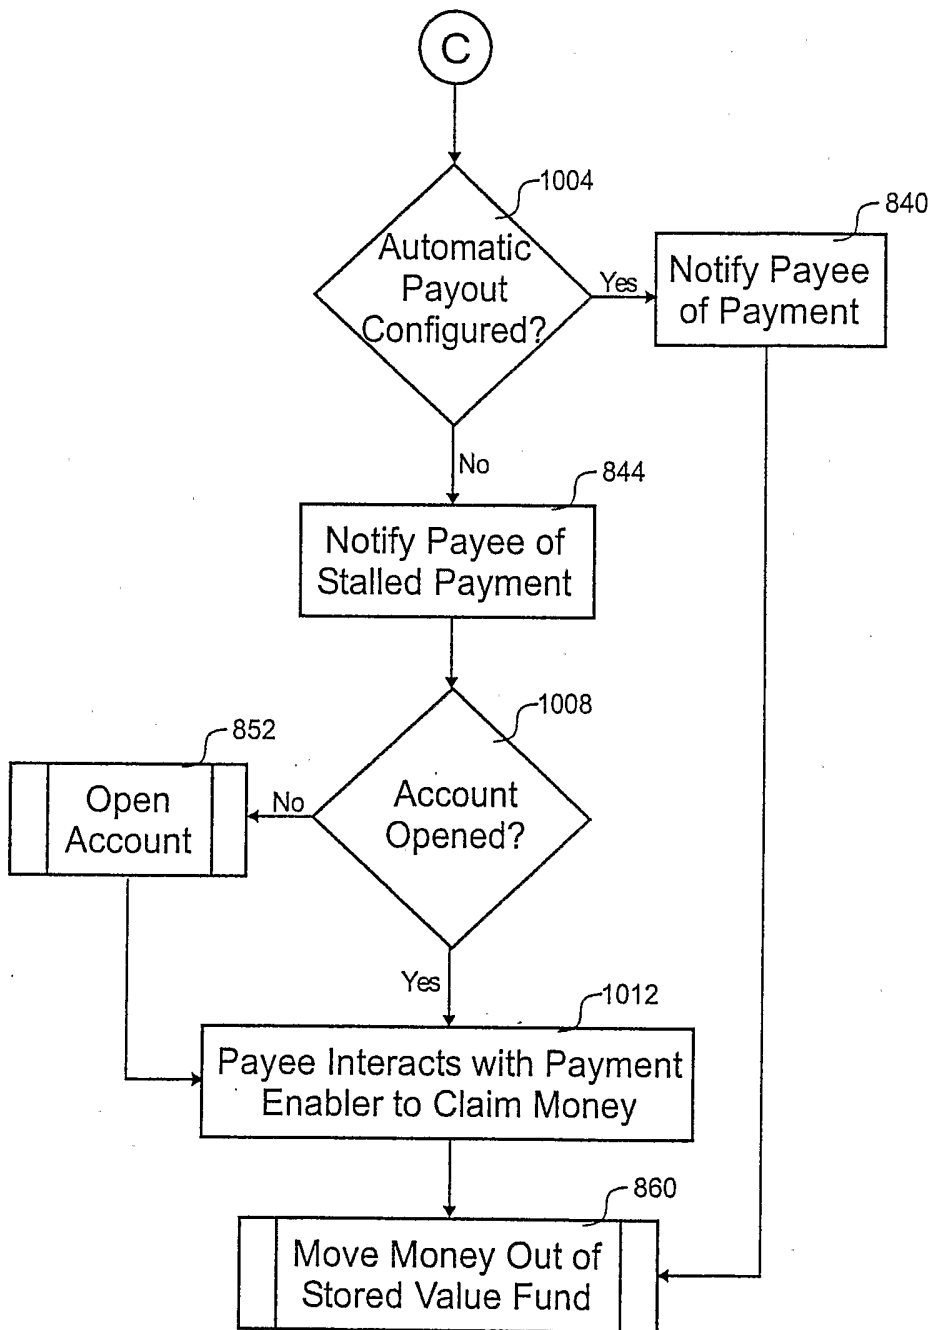 C
1004
Automatic
Payout
Configured?
Yes
840
Notify Payee
of Payment
No
844
Notify Payee of
Stalled Payment
1008
Account
Opened?
No
852
Open
Account
Yes
1012
Payee Interacts with Payment
Enabler to Claim Money
860
Move Money Out of
Stored Value Fund